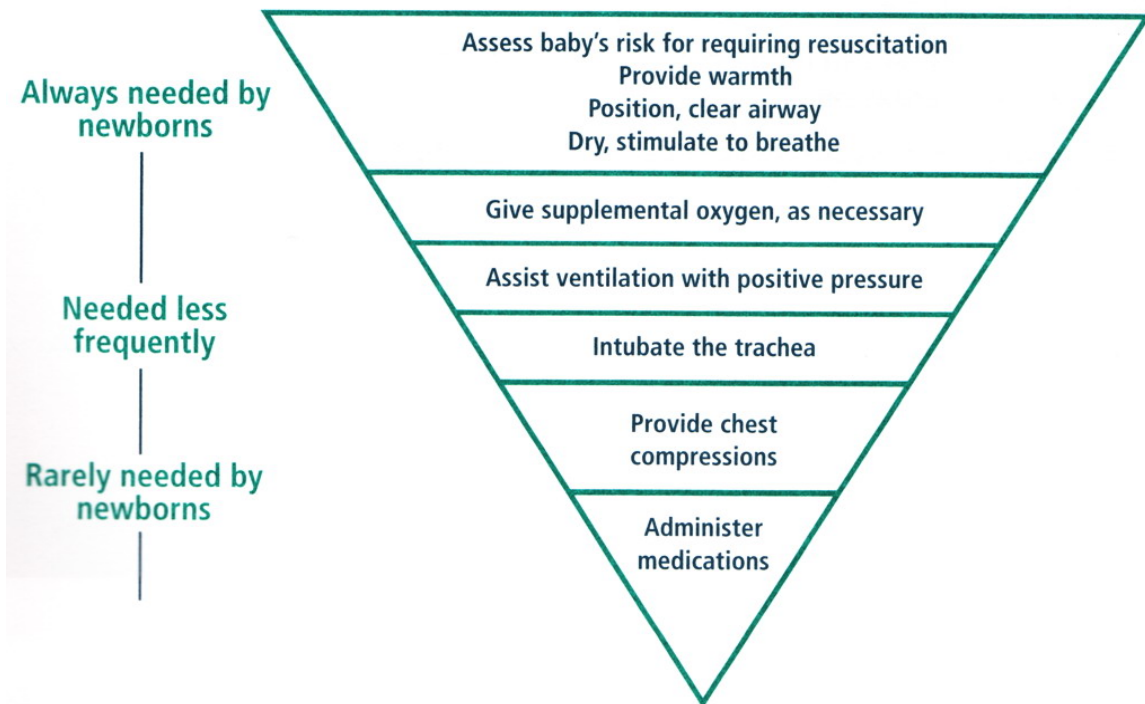 Always needed by
newborns
Needed less
frequently
Rarely needed by
newborns
Assess baby’s risk for requiring resuscitation
Provide warmth
Position, clear airway
Dry, stimulate to breathe
Give supplemental oxygen, as necessary
Assist ventilation with positive pressure
Intubate the trachea
Provide chest
compressions
Administer
medications